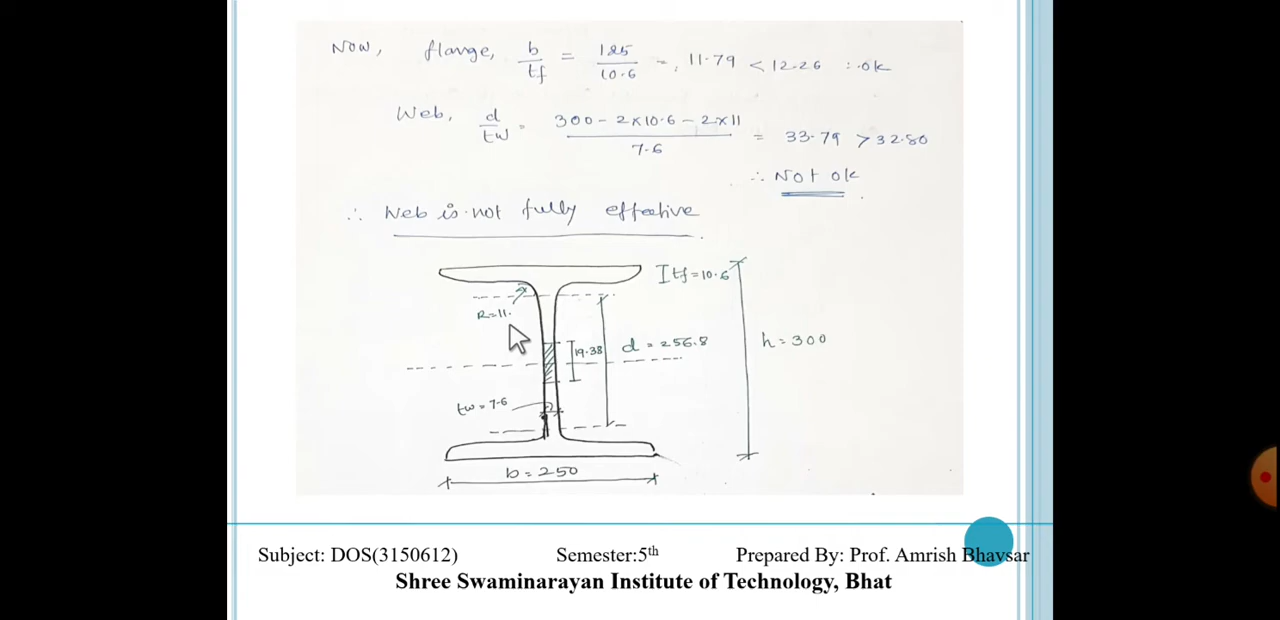 Now, flange, b/tf = 125/10.6 = 11.79 < 12.26 ∴ ok
Web, d/tw = 300 - 2×10.6 - 2×11/7.6 = 33.79 > 32.80
∴ Not ok
∴ Web is not fully effective
tf = 10.6
R=11.
19.38
d = 256.8
h = 300
tw = 7.6
b = 250
Subject: DOS(3150612) Semester:5th Prepared By: Prof. Amrish Bhavsar
Shree Swaminarayan Institute of Technology, Bhat